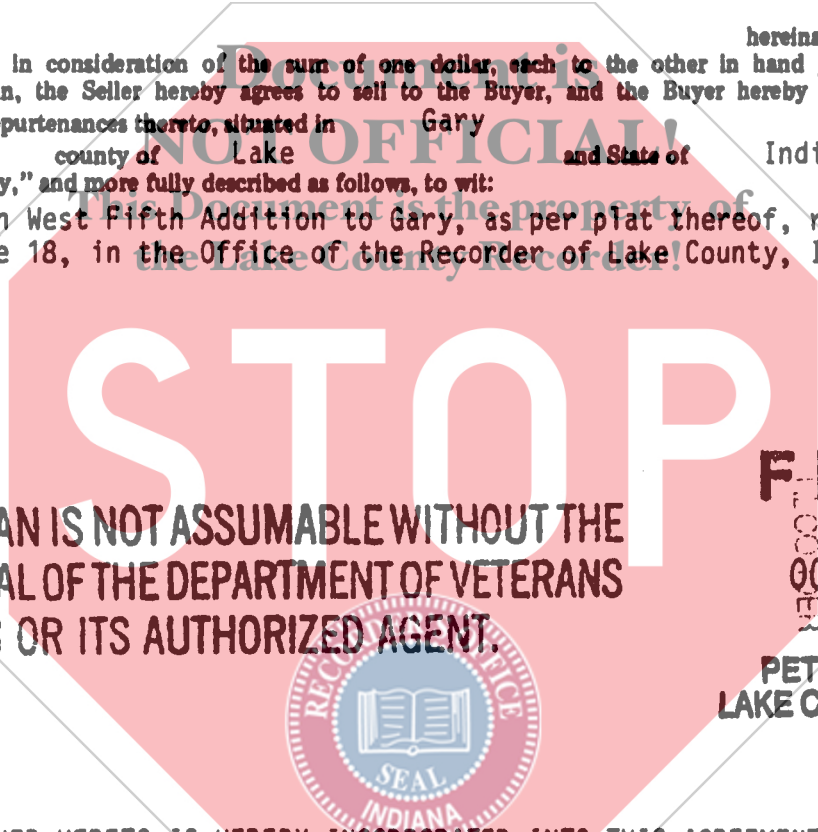 hereina
Document is
in consideration of the sum of one dollar, each to the other in hand
n, the Seller hereby agrees to sell to the Buyer, and the Buyer hereby
purtenances thereto, situated in Gary
NOT OFFICIAL!
county of Lake and State of Indi
y," and more fully described as follows, to wit:
This Document is the property of
West Fifth Addition to Gary, as per plat thereof, r
e 18, in the Office of the Recorder of Lake County, I
the Lake County Recorder!
STOP
F
AN IS NOT ASSUMABLE WITHOUT THE
AL OF THE DEPARTMENT OF VETERANS
OR ITS AUTHORIZED AGENT.
PET
LAKE C
RECORDER'S OFFICE
SEAL
INDIANA